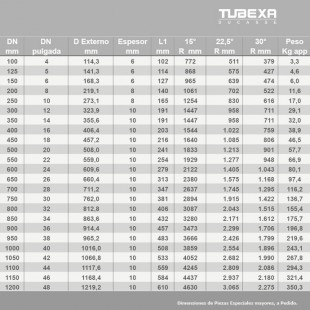 TUBEXA
DN DN D Externo Espesor L1 15° 22,5° 30° Peso
mm pulgada mm mm mm R mm R mm R mm Kg app
100 4 114,3 6 102 772 511 379 3,3
125 5 141,3 6 114 868 575 427 4,6
150 6 168,3 6 127 965 639 474 6,0
200 8 219,1 8 140 1061 702 522 11,6
250 10 273,1 8 165 1254 830 616 17,0
300 12 323,9 10 191 1447 958 711 29,1
350 14 355,6 10 191 1447 958 711 32,0
400 16 406,4 10 203 1544 1.022 759 38,9
450 18 457,2 10 216 1640 1.085 806 46,5
500 20 508,0 10 241 1833 1.213 901 57,7
550 22 559,0 10 254 1929 1.277 948 66,9
600 24 609,6 10 279 2122 1.405 1.043 80,1
650 26 660,4 10 313 2380 1.575 1.168 97,4
700 28 711,2 10 347 2637 1.745 1.295 116,2
750 30 762,0 10 381 2894 1.915 1.422 136,7
800 32 812,8 10 406 3087 2.043 1.515 155,4
850 34 863,6 10 432 3280 2.171 1.612 175,7
900 36 914,4 10 457 3473 2.299 1.706 196,8
950 38 965,2 10 483 3666 2.426 1.799 219,6
1000 40 1016,0 10 508 3859 2.554 1.896 243,1
1050 42 1066,8 10 533 4052 2.682 1.990 267,8
1100 44 1117,6 10 559 4245 2.809 2.086 294,3
1150 46 1168,4 10 584 4437 2.937 2.180 321,4
1200 48 1219,2 10 610 4630 3.065 2.275 350,3
Dimensiones de Piezas Especiales mayores, a Pedido.